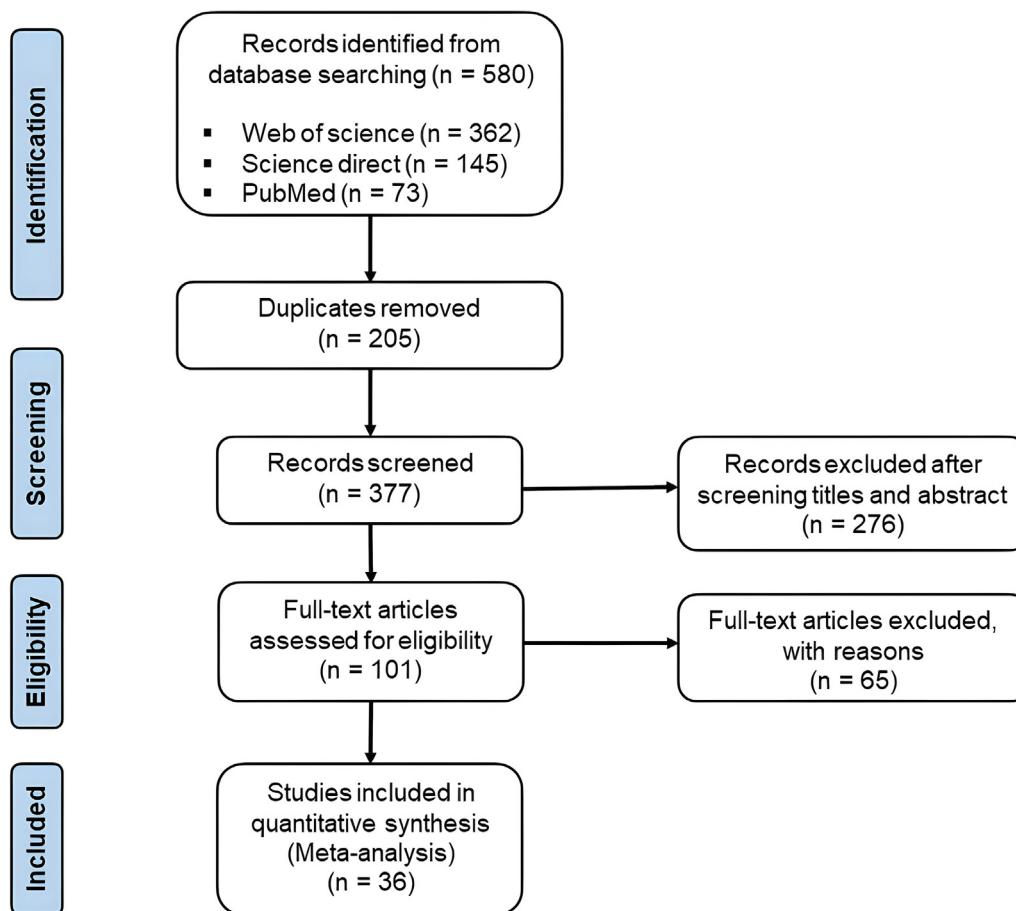 Identification
Records identified from
database searching (n = 580)
▪ Web of science (n = 362)
▪ Science direct (n = 145)
▪ PubMed (n = 73)
Duplicates removed
(n = 205)
Screening
Records screened
(n = 377)
Records excluded after
screening titles and abstract
(n = 276)
Eligibility
Full-text articles
assessed for eligibility
(n = 101)
Full-text articles excluded,
with reasons
(n = 65)
Included
Studies included in
quantitative synthesis
(Meta-analysis)
(n = 36)